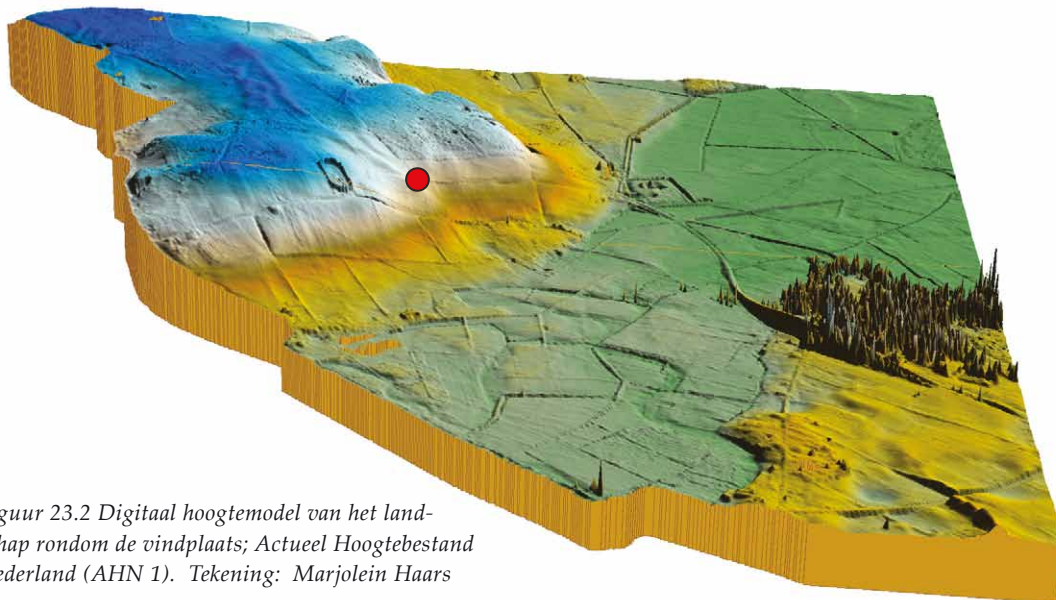 guur 23.2 Digitaal hoogtemodel van het land-
hap rondom de vindplaats; Actueel Hoogtebestand
ederland (AHN 1). Tekening: Marjolein Haars